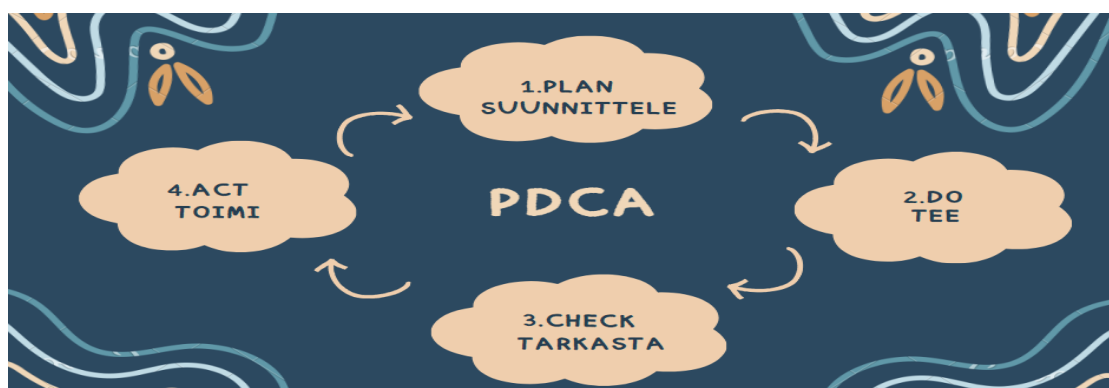 1.PLAN
SUUNNITTELE
4.ACT
TOIMI
PDCA
2.DO
TEE
3.CHECK
TARKASTA